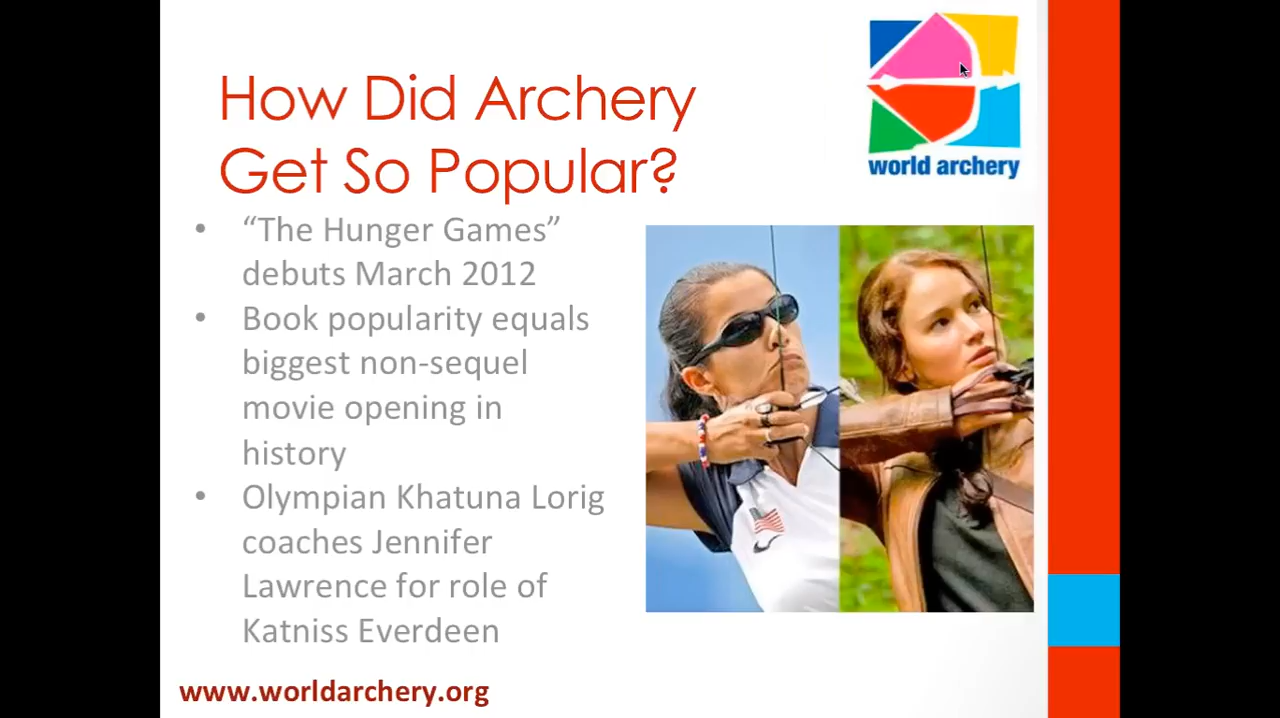 How Did Archery
Get So Popular?
world archery
• “The Hunger Games”
debuts March 2012
• Book popularity equals
biggest non-sequel
movie opening in
history
• Olympian Khatuna Lorig
coaches Jennifer
Lawrence for role of
Katniss Everdeen
www.worldarchery.org